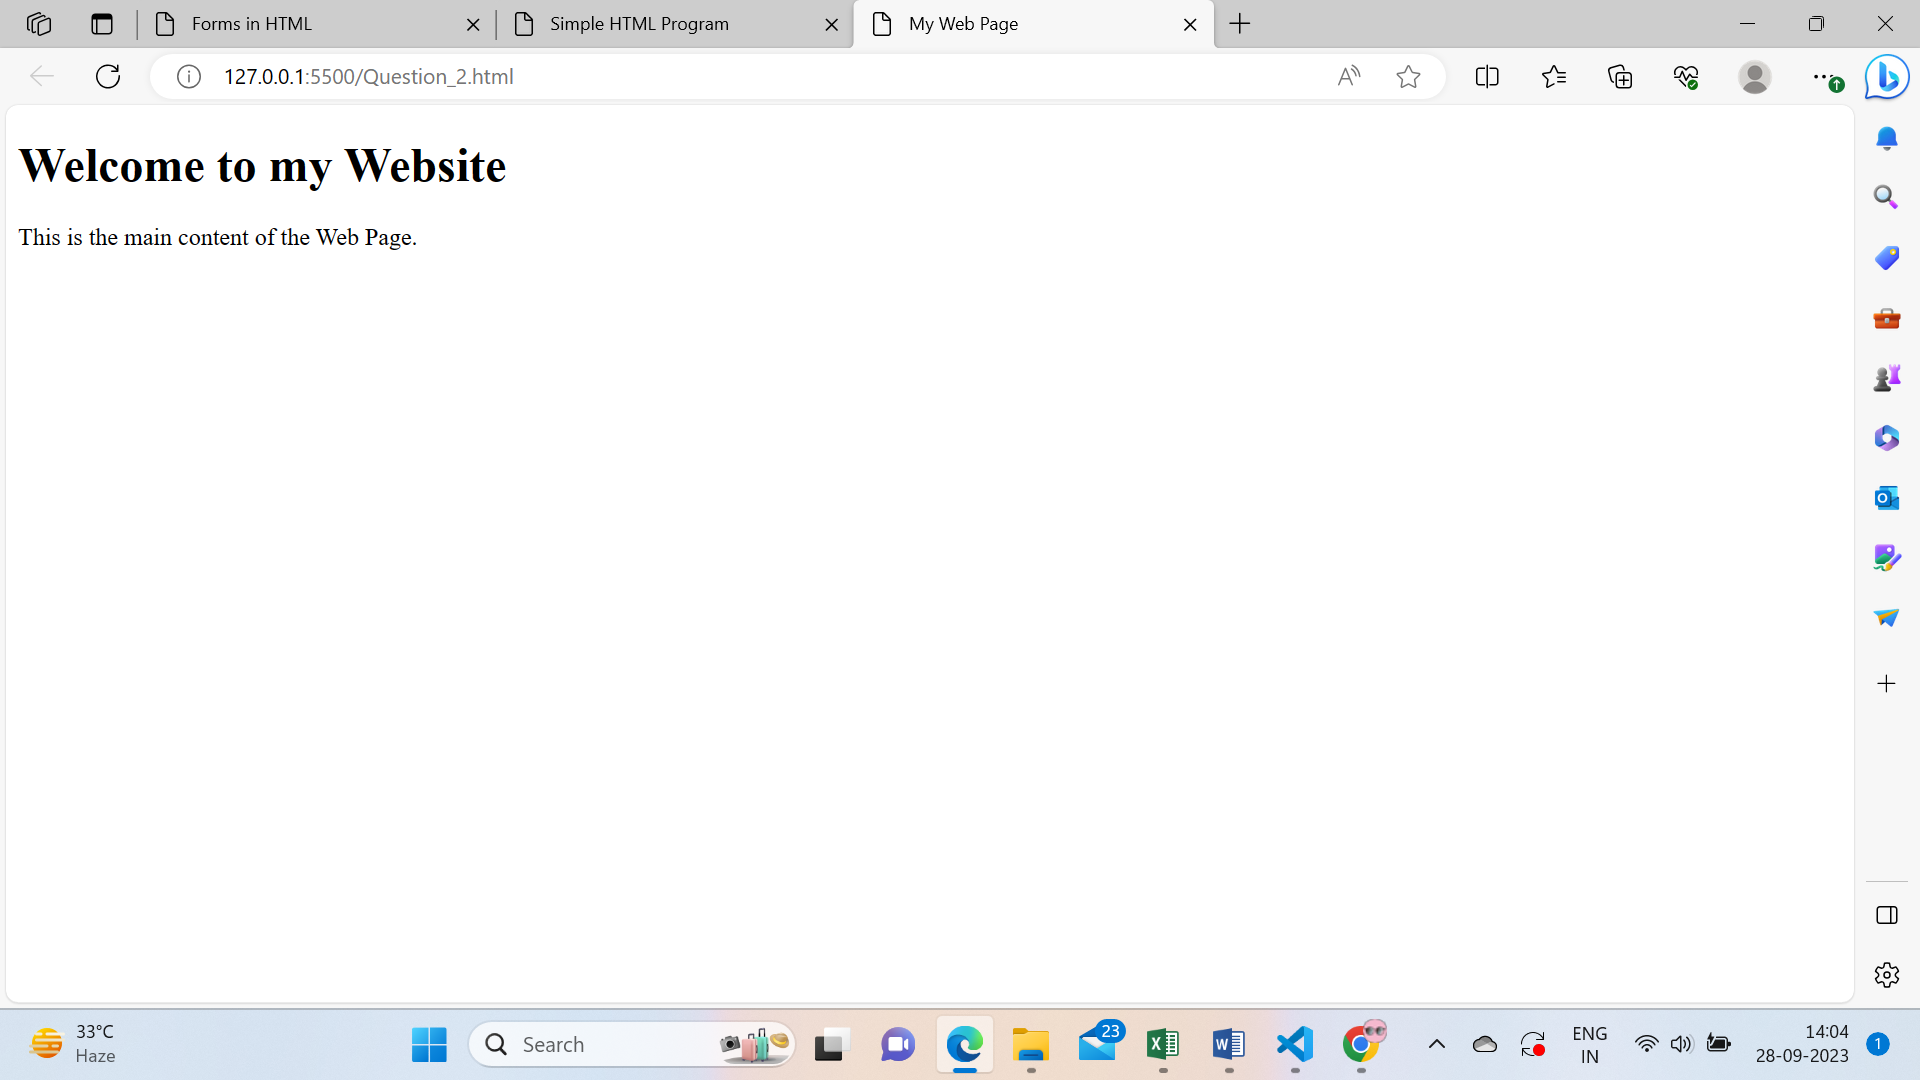 Forms in HTML
Simple HTML Program
My Web Page
127.0.0.1:5500/Question_2.html
Welcome to my Website
This is the main content of the Web Page.
33°C
Haze
Search
23
ENG
IN
14:04
28-09-2023
1